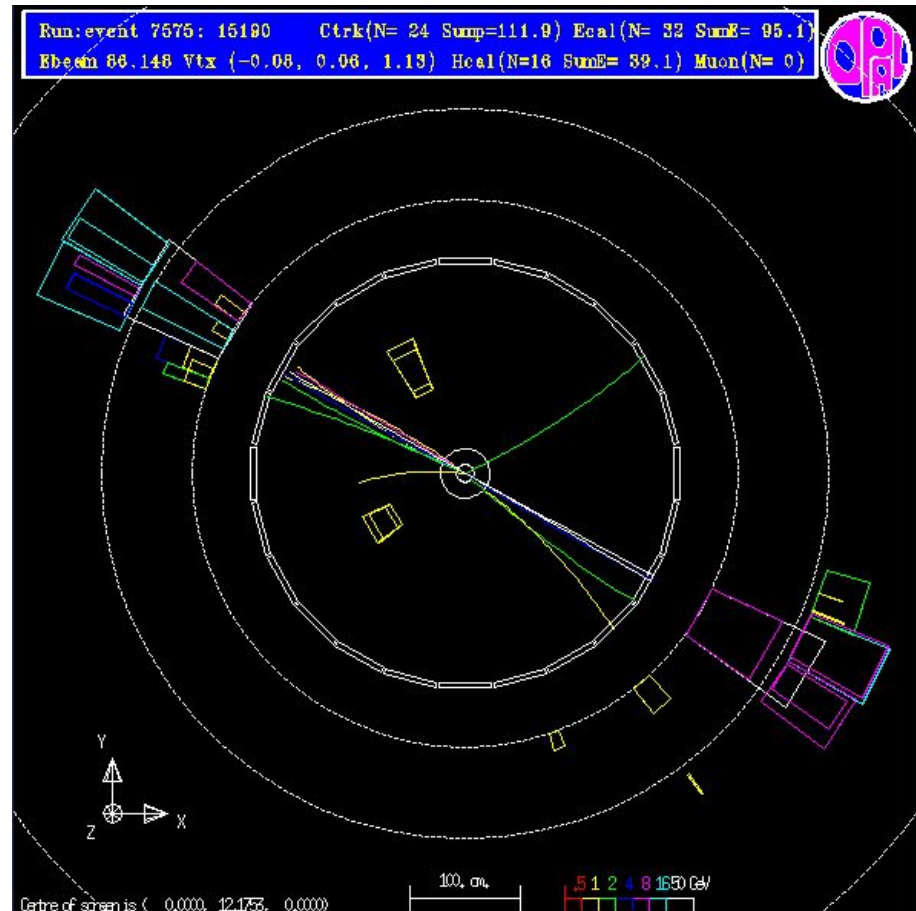 Run:event 7575: 15190 Ctrk(N= 24 Sump=111.9) Ecal(N= 32 SumE= 95.1)
Ebeam 86.148 Vtx (-0.08, 0.06, 1.13) Hcal(N=16 SumE= 39.1) Muon(N= 0)
Y
Z X
100. cm.
.5 1 2 4 8 16 50 GeV
Centre of screen is ( 0.0000, 12.1753, 0.0000)